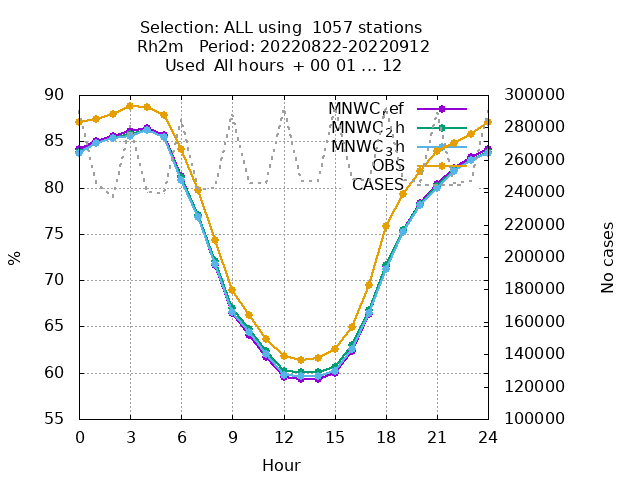 Selection: ALL using  1057 stations
Rh2m   Period: 20220822-20220912
Used  All hours  + 00 01 ... 12
90 300000
MNWC_ef
MNWC_2h
MNWC_3h
OBS
CASES
85 280000
80 260000
75 240000
70 220000
65 200000
60 180000
55 160000
140000
120000
100000
%
No cases
0 3 6 9 12 15 18 21 24
Hour